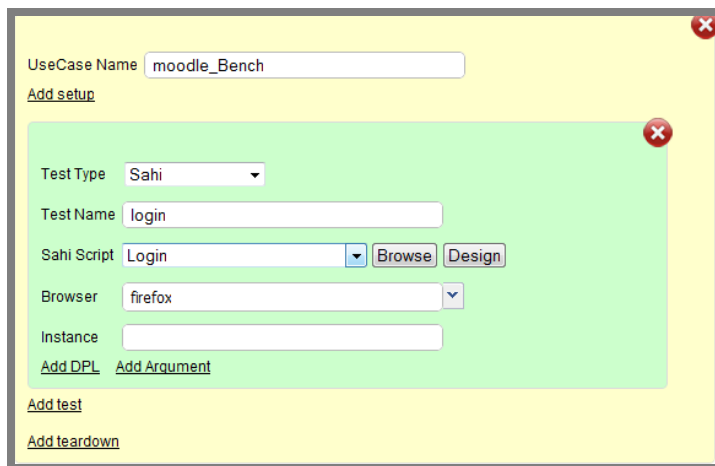 UseCase Name moodle_Bench
Add setup
Test Type Sahi
Test Name login
Sahi Script Login Browse Design
Browser firefox
Instance
Add DPL Add Argument
Add test
Add teardown